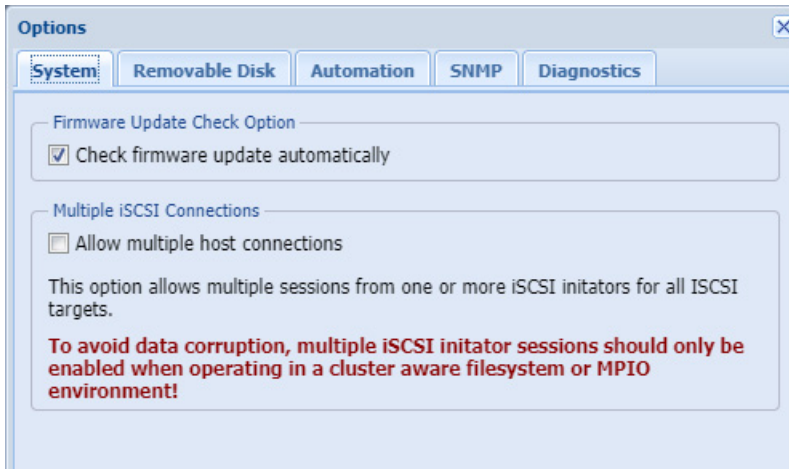 Options
System Removable Disk Automation SNMP Diagnostics
Firmware Update Check Option
Check firmware update automatically
Multiple iSCSI Connections
Allow multiple host connections
This option allows multiple sessions from one or more iSCSI initators for all ISCSI
targets.
To avoid data corruption, multiple iSCSI initator sessions should only be
enabled when operating in a cluster aware filesystem or MPIO
environment!